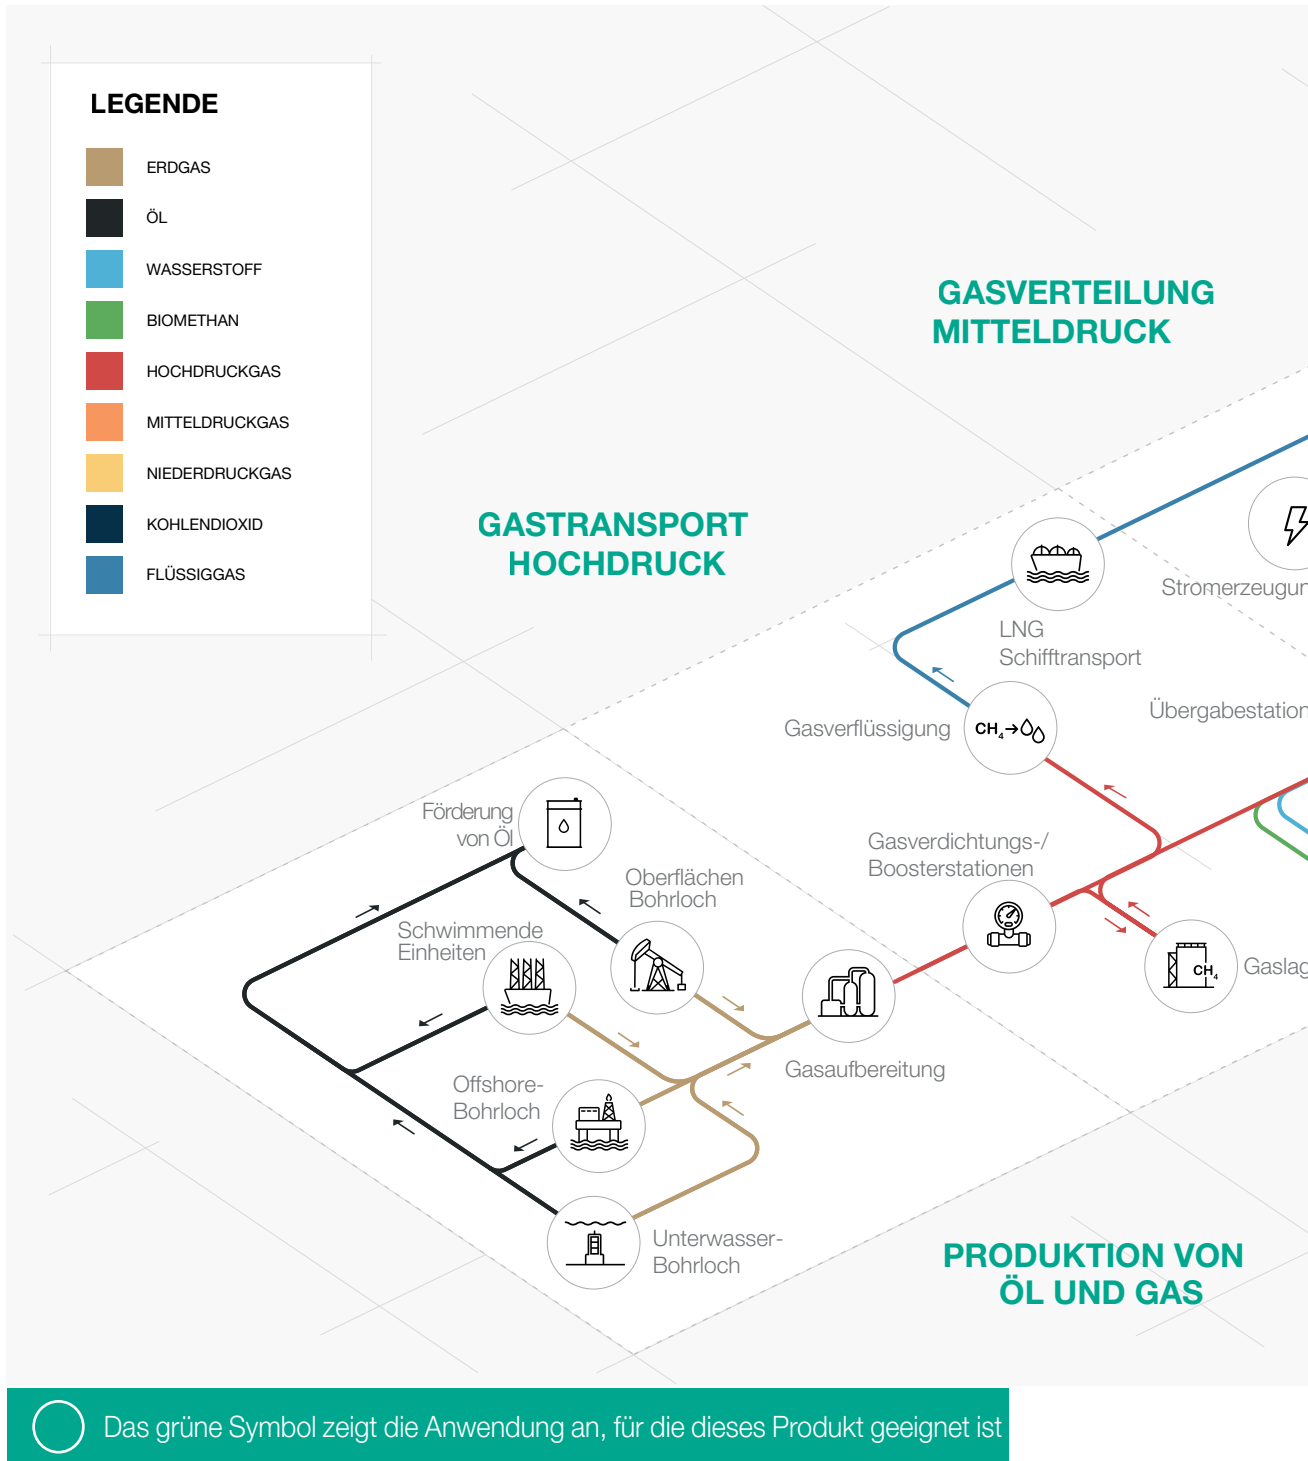 LEGENDE
ERDGAS
ÖL
WASSERSTOFF
BIOMETHAN
HOCHDRUCKGAS
MITTELDRUCKGAS
NIEDERDRUCKGAS
KOHLENDIOXID
FLÜSSIGGAS
GASVERTEILUNG
MITTELDRUCK
GASTRANSPORT
HOCHDRUCK
Stromerzeugun
LNG
Schifftransport
Übergabestation
Gasverflüssigung
CH₄→
Förderung
von Öl
Gasverdichtungs-/
Boosterstationen
Oberflächen
Bohrloch
Schwimmende
Einheiten
CH₄
Gaslag
Gasaufbereitung
Offshore-
Bohrloch
Unterwasser-
Bohrloch
PRODUKTION VON
ÖL UND GAS
Das grüne Symbol zeigt die Anwendung an, für die dieses Produkt geeignet ist